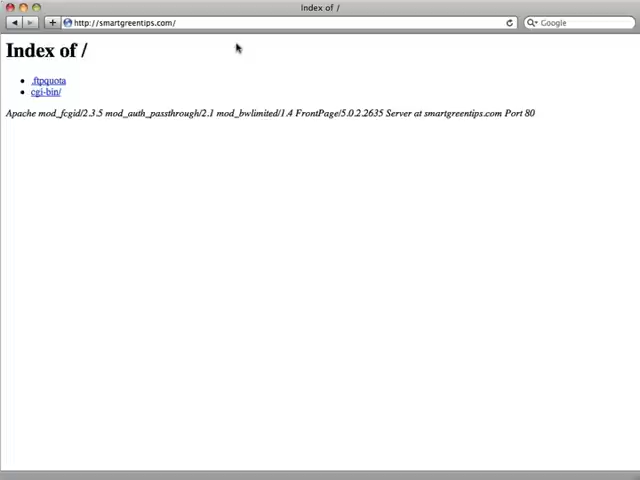 Index of /
http://smartgreentips.com/
Google
Index of /
.ftpquota
cgi-bin/
Apache mod_fcgid/2.3.5 mod_auth_passthrough/2.1 mod_bwlimited/1.4 FrontPage/5.0.2.2635 Server at smartgreentips.com Port 80